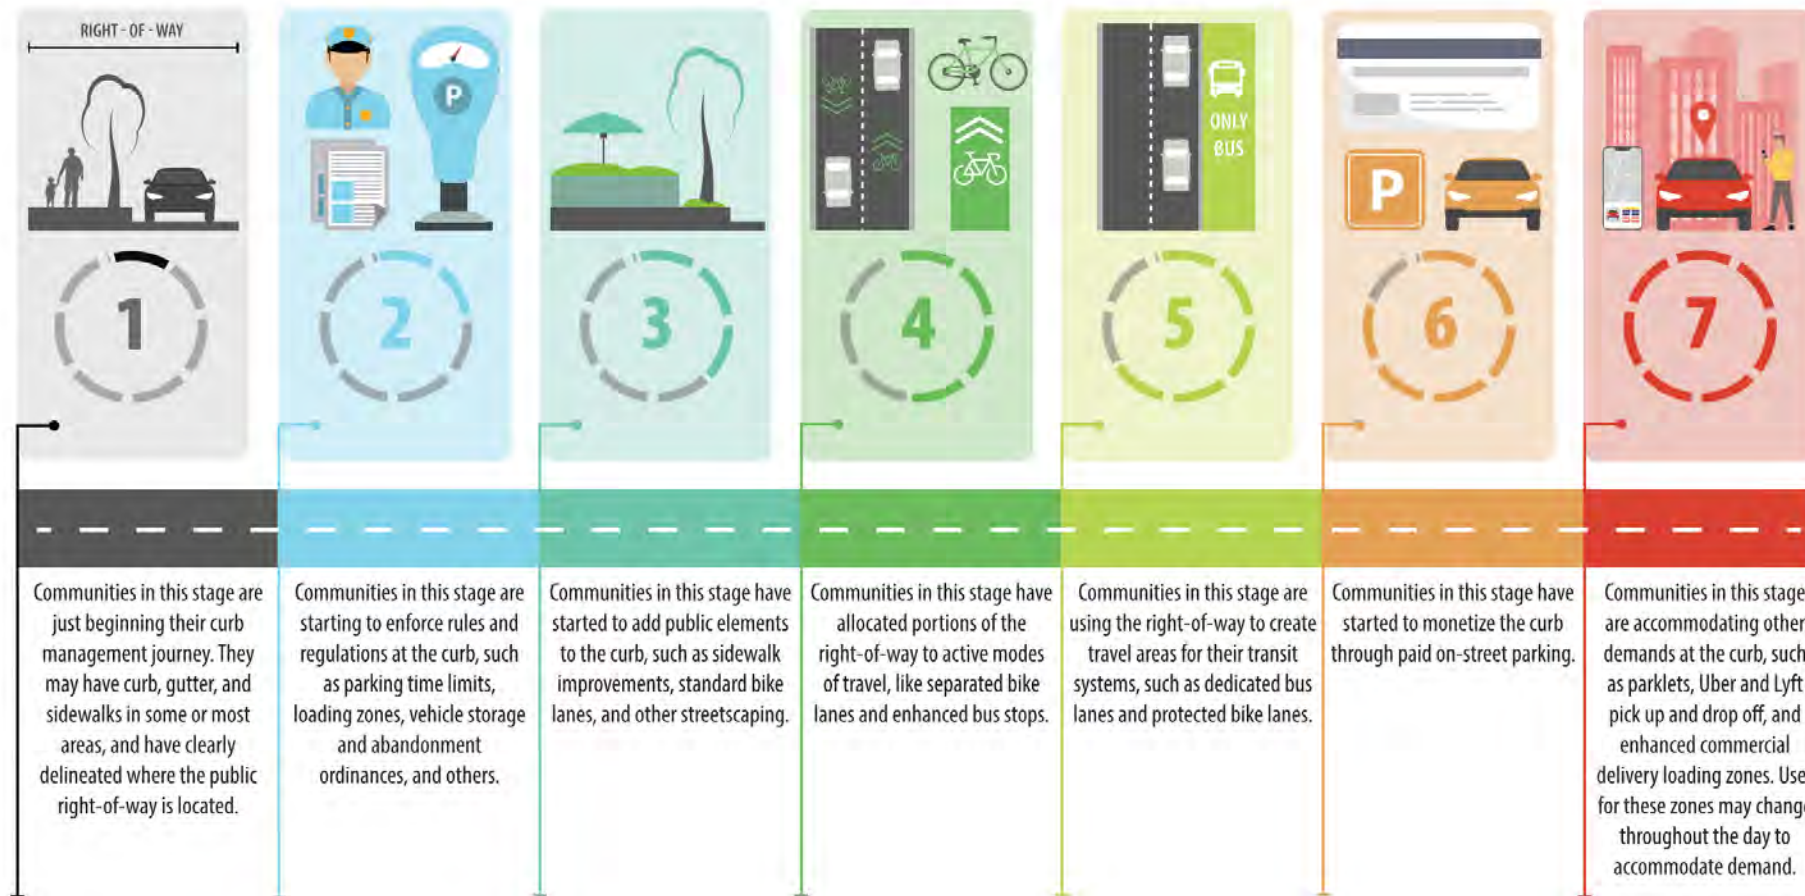 RIGHT - OF - WAY
P
ONLY
BUS
P
1
2
3
4
5
6
7
Communities in this stage are
just beginning their curb
management journey. They
may have curb, gutter, and
sidewalks in some or most
areas, and have clearly
delineated where the public
right-of-way is located.
Communities in this stage are
starting to enforce rules and
regulations at the curb, such
as parking time limits,
loading zones, vehicle storage
and abandonment
ordinances, and others.
Communities in this stage have
started to add public elements
to the curb, such as sidewalk
improvements, standard bike
lanes, and other streetscaping.
Communities in this stage have
allocated portions of the
right-of-way to active modes
of travel, like separated bike
lanes and enhanced bus stops.
Communities in this stage are
using the right-of-way to create
travel areas for their transit
systems, such as dedicated bus
lanes and protected bike lanes.
Communities in this stage have
started to monetize the curb
through paid on-street parking.
Communities in this stage
are accommodating other
demands at the curb, such
as parklets, Uber and Lyft
pick up and drop off, and
enhanced commercial
delivery loading zones. Use
for these zones may change
throughout the day to
accommodate demand.